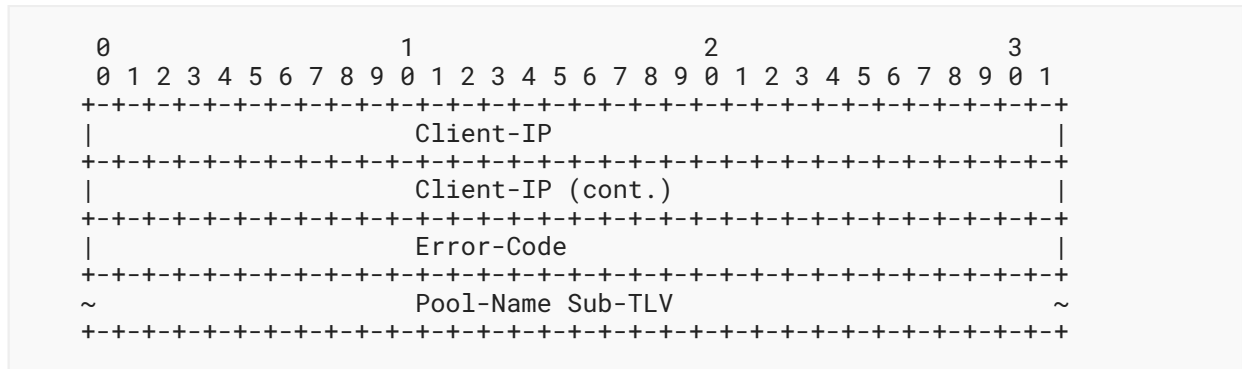 0                   1                   2                   3
 0 1 2 3 4 5 6 7 8 9 0 1 2 3 4 5 6 7 8 9 0 1 2 3 4 5 6 7 8 9 0 1
+-+-+-+-+-+-+-+-+-+-+-+-+-+-+-+-+-+-+-+-+-+-+-+-+-+-+-+-+-+-+-+-+
|                     Client-IP                                 |
+-+-+-+-+-+-+-+-+-+-+-+-+-+-+-+-+-+-+-+-+-+-+-+-+-+-+-+-+-+-+-+-+
|                     Client-IP (cont.)                         |
+-+-+-+-+-+-+-+-+-+-+-+-+-+-+-+-+-+-+-+-+-+-+-+-+-+-+-+-+-+-+-+-+
|                     Error-Code                                |
+-+-+-+-+-+-+-+-+-+-+-+-+-+-+-+-+-+-+-+-+-+-+-+-+-+-+-+-+-+-+-+-+
~                     Pool-Name Sub-TLV                         ~
+-+-+-+-+-+-+-+-+-+-+-+-+-+-+-+-+-+-+-+-+-+-+-+-+-+-+-+-+-+-+-+-+